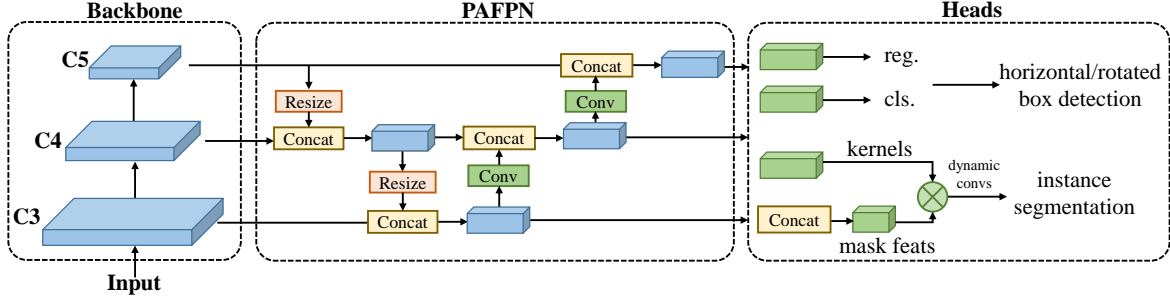 Backbone
PAFPN
Heads
C5
C4
C3
Input
Resize
Concat
Resize
Concat
Concat
Conv
Concat
Conv
reg.
cls.
horizontal/rotated
box detection
kernels
dynamic
convs
instance
segmentation
Concat
mask feats